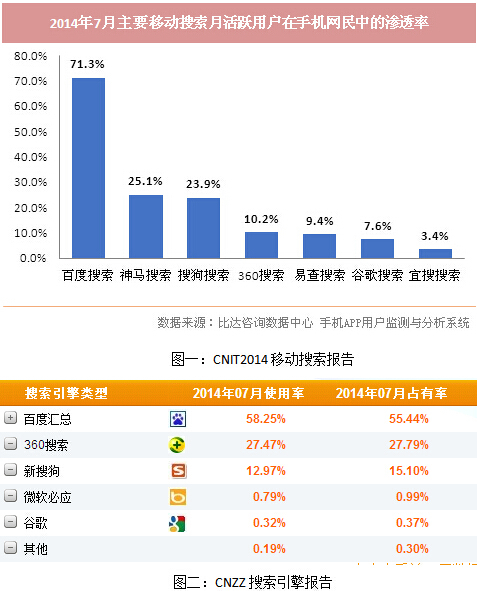 2014年7月主要移动搜索月活跃用户在手机网民中的渗透率
80.0%
70.0%
60.0%
50.0%
40.0%
30.0%
20.0%
10.0%
0.0%
71.3%
25.1%
23.9%
10.2%
9.4%
7.6%
3.4%
百度搜索 神马搜索 搜狗搜索 360搜索 易查搜索 谷歌搜索 宜搜搜索
数据来源：比达咨询数据中心 手机APP用户监测与分析系统
图一：CNIT2014 移动搜索报告
搜索引擎类型 2014年07月使用率 2014年07月占有率
百度汇总 58.25% 55.44%
360搜索 27.47% 27.79%
新搜狗 12.97% 15.10%
微软必应 0.79% 0.99%
谷歌 0.32% 0.37%
其他 0.19% 0.30%
图二：CNZZ 搜索引擎报告